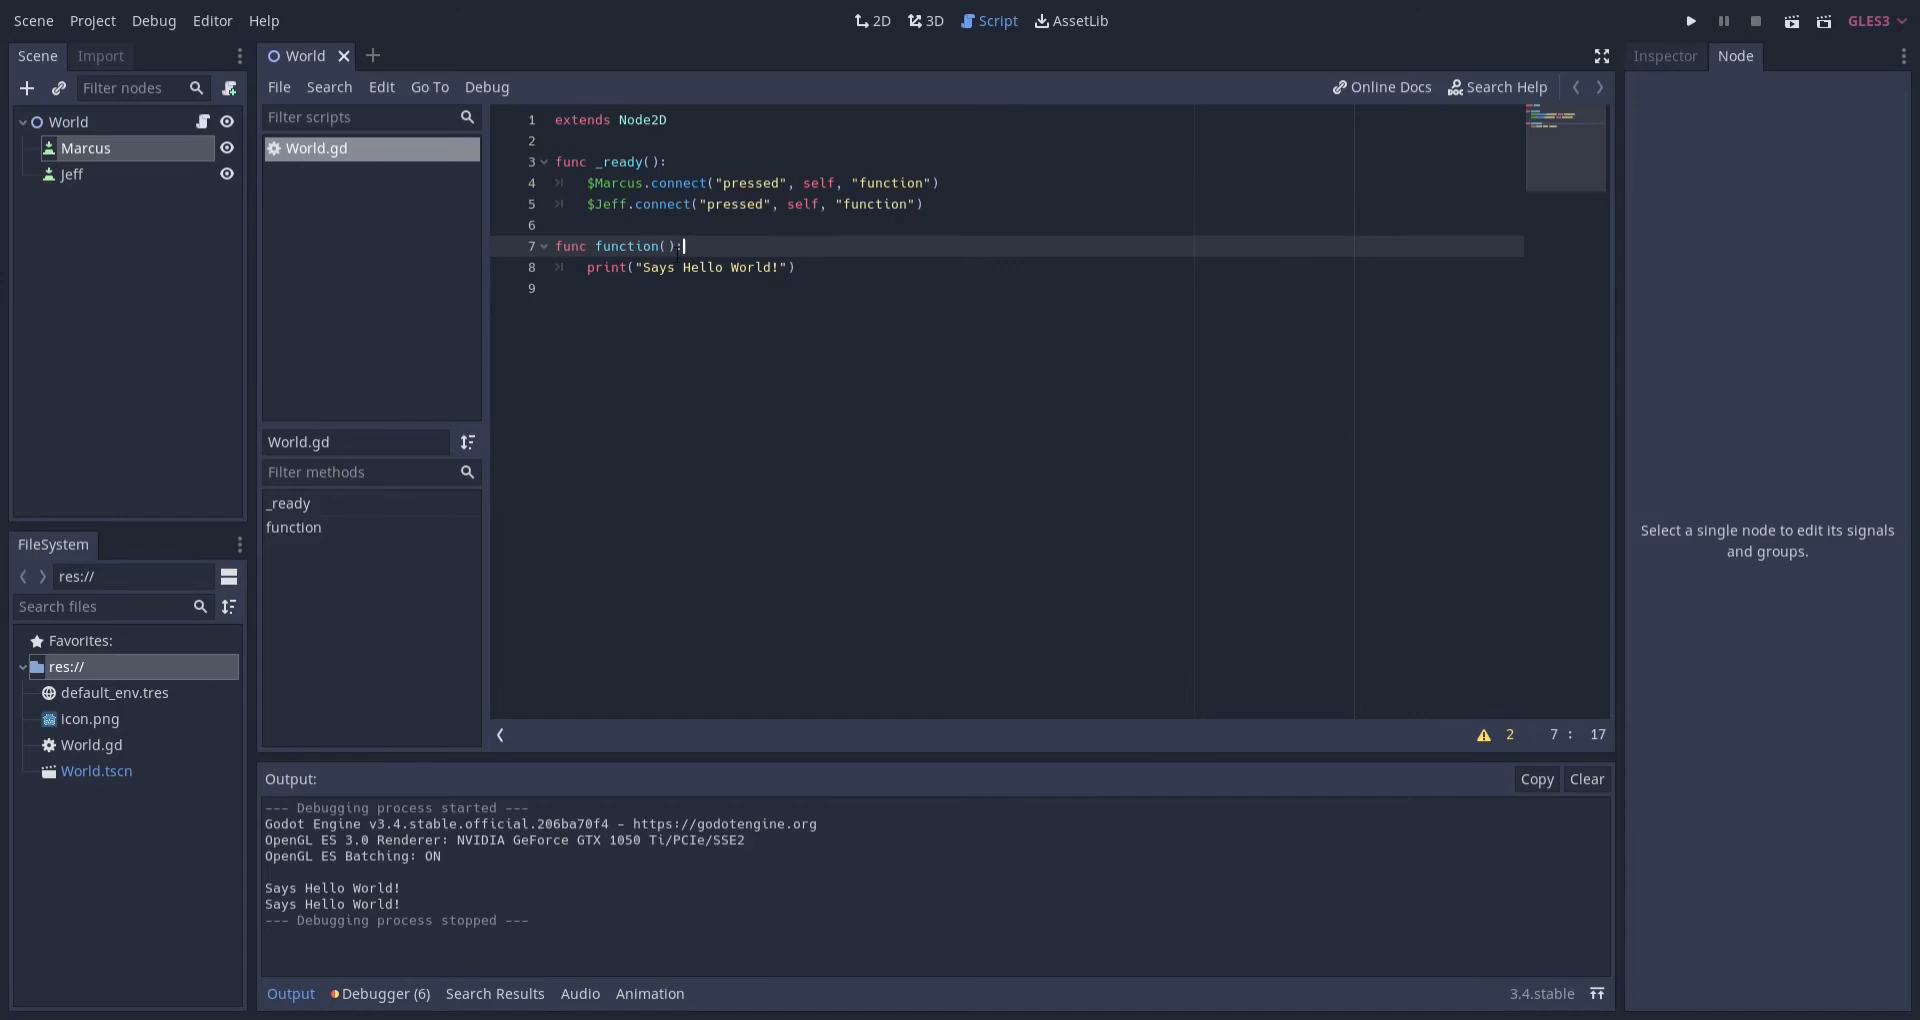 Scene Project Debug Editor Help
2D 3D Script AssetLib
GLES3
Scene Import
Filter nodes
World
Marcus
Jeff
FileSystem
res://
Search files
Favorites:
res://
default_env.tres
icon.png
World.gd
World.tscn
World
File Search Edit Go To Debug
Online Docs Search Help
Filter scripts
World.gd
World.gd
Filter methods
_ready
function
1 extends Node2D
2
3 func _ready():
4 $Marcus.connect("pressed", self, "function")
5 $Jeff.connect("pressed", self, "function")
6
7 func function():
8 print("Says Hello World!")
9
2 7 : 17
Output:
Copy Clear
--- Debugging process started ---
Godot Engine v3.4.stable.official.206ba70f4 - https://godotengine.org
OpenGL ES 3.0 Renderer: NVIDIA GeForce GTX 1050 Ti/PCIe/SSE2
OpenGL ES Batching: ON
Says Hello World!
Says Hello World!
--- Debugging process stopped ---
Output Debugger (6) Search Results Audio Animation
3.4.stable
Inspector Node
Select a single node to edit its signals
and groups.